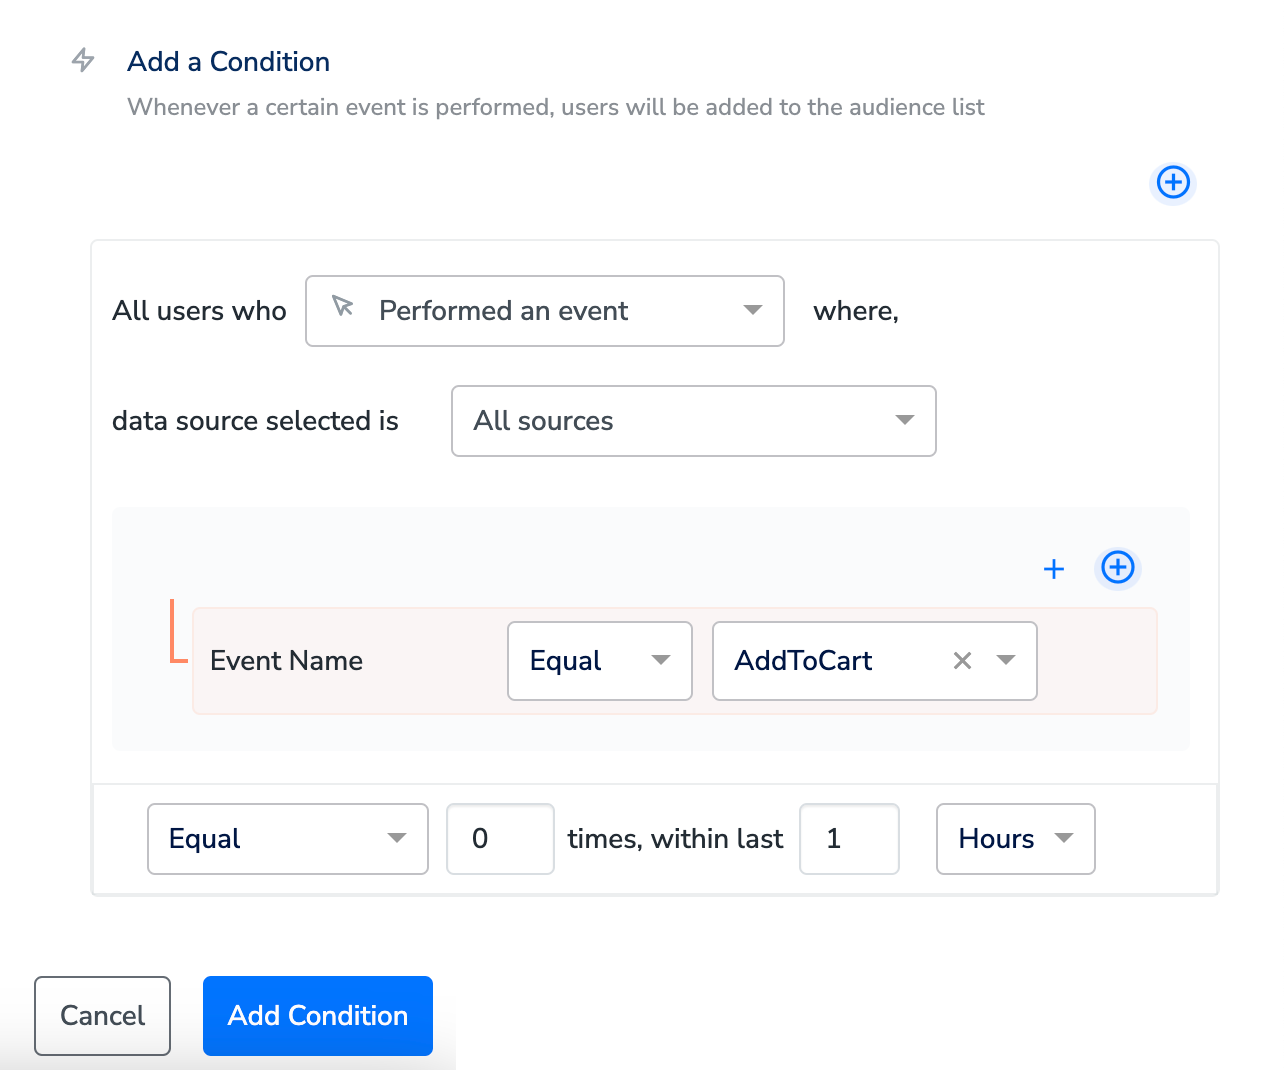 Add a Condition
Whenever a certain event is performed, users will be added to the audience list
All users who Performed an event where,
data source selected is All sources
Event Name Equal AddToCart
Equal 0 times, within last 1 Hours
Cancel Add Condition